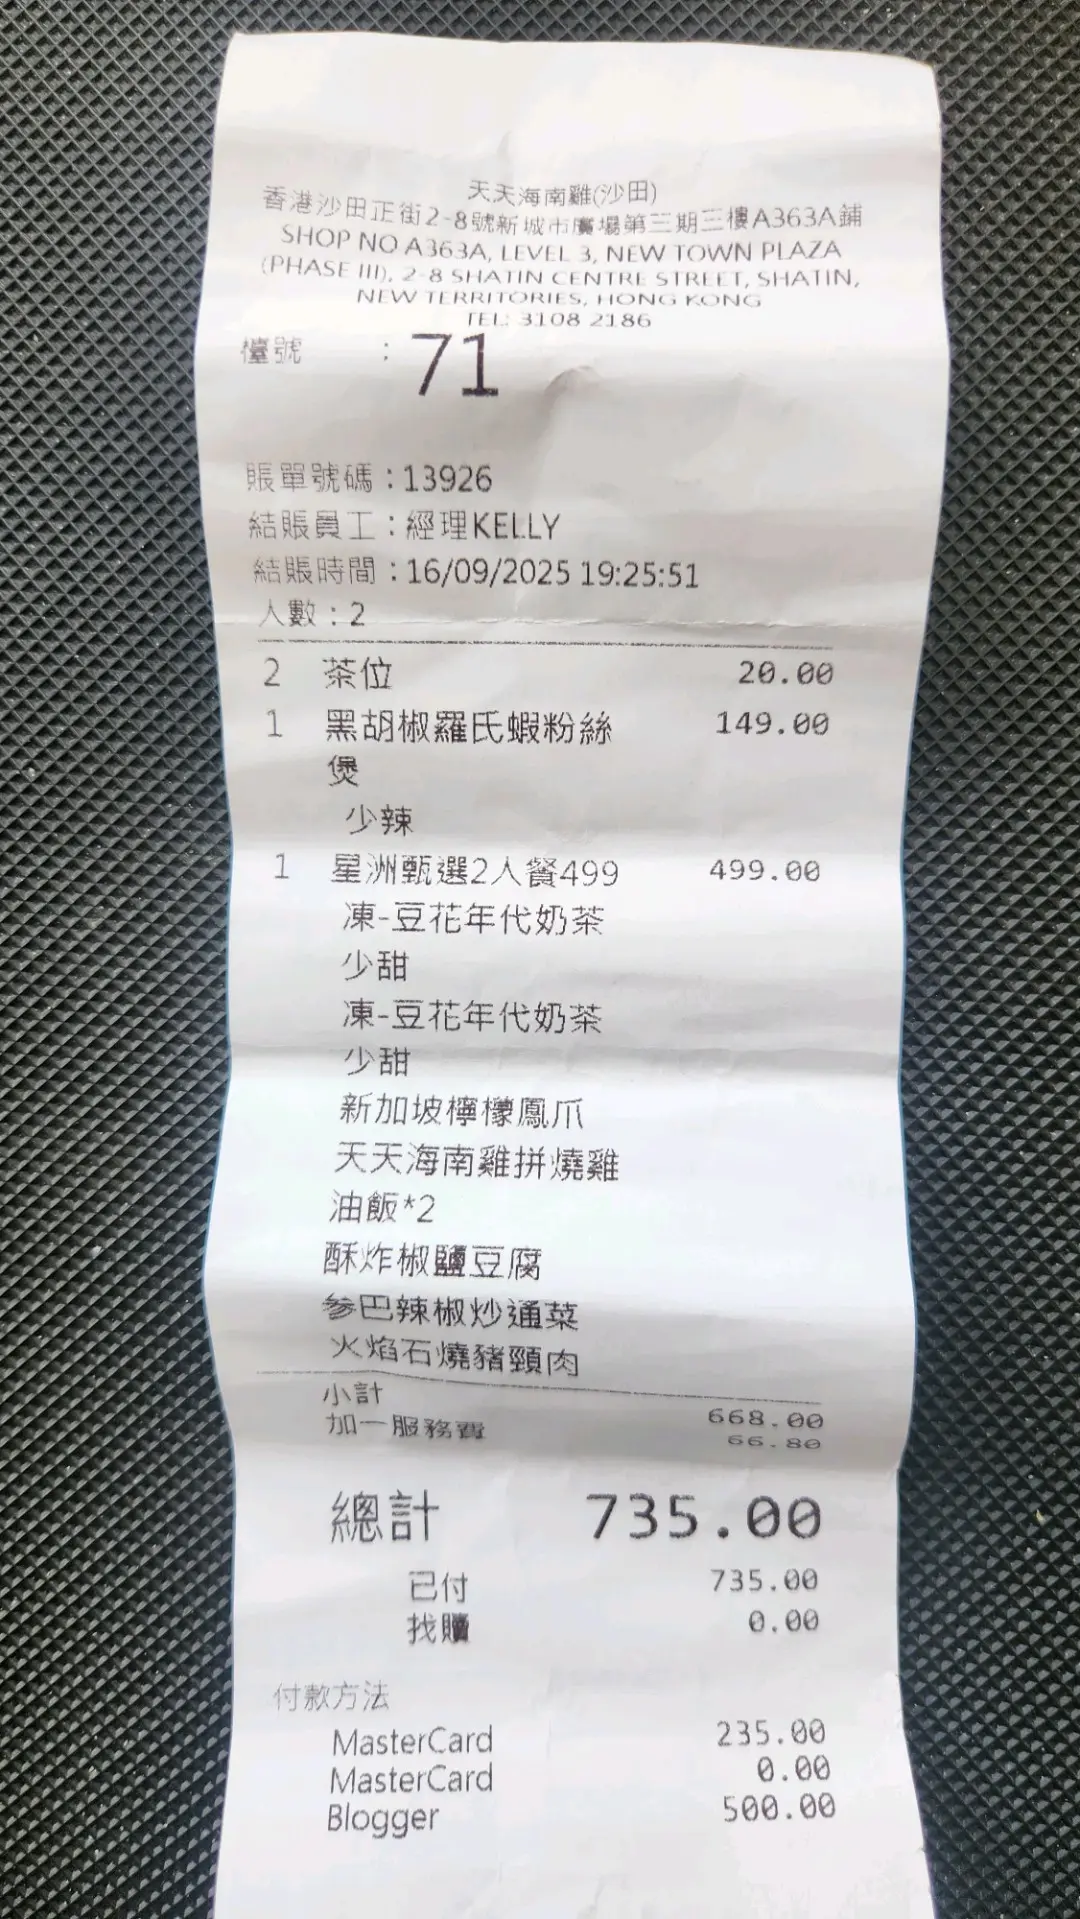 天天海南雞(沙田)
香港沙田正街2-8號新城市廣場第三期三樓A363A鋪
SHOP NO A363A, LEVEL 3, NEW TOWN PLAZA
(PHASE III), 2-8 SHATIN CENTRE STREET, SHATIN,
NEW TERRITORIES, HONG KONG
TEL: 3108 2186
檯號 : 71
賬單號碼：13926
結賬員工：經理KELLY
結賬時間：16/09/2025 19:25:51
人數：2
2 茶位 20.00
1 黑胡椒羅氏蝦粉絲 149.00
煲
少辣
1 星洲甄選2人餐499 499.00
凍-豆花年代奶茶
少甜
凍-豆花年代奶茶
少甜
新加坡檸檬鳳爪
天天海南雞拼燒雞
油飯*2
酥炸椒鹽豆腐
參巴辣椒炒通菜
火焰石燒豬頸肉
小計 668.00
加一服務費 66.80
總計 735.00
已付 735.00
找贖 0.00
付款方法
MasterCard 235.00
MasterCard 0.00
Blogger 500.00